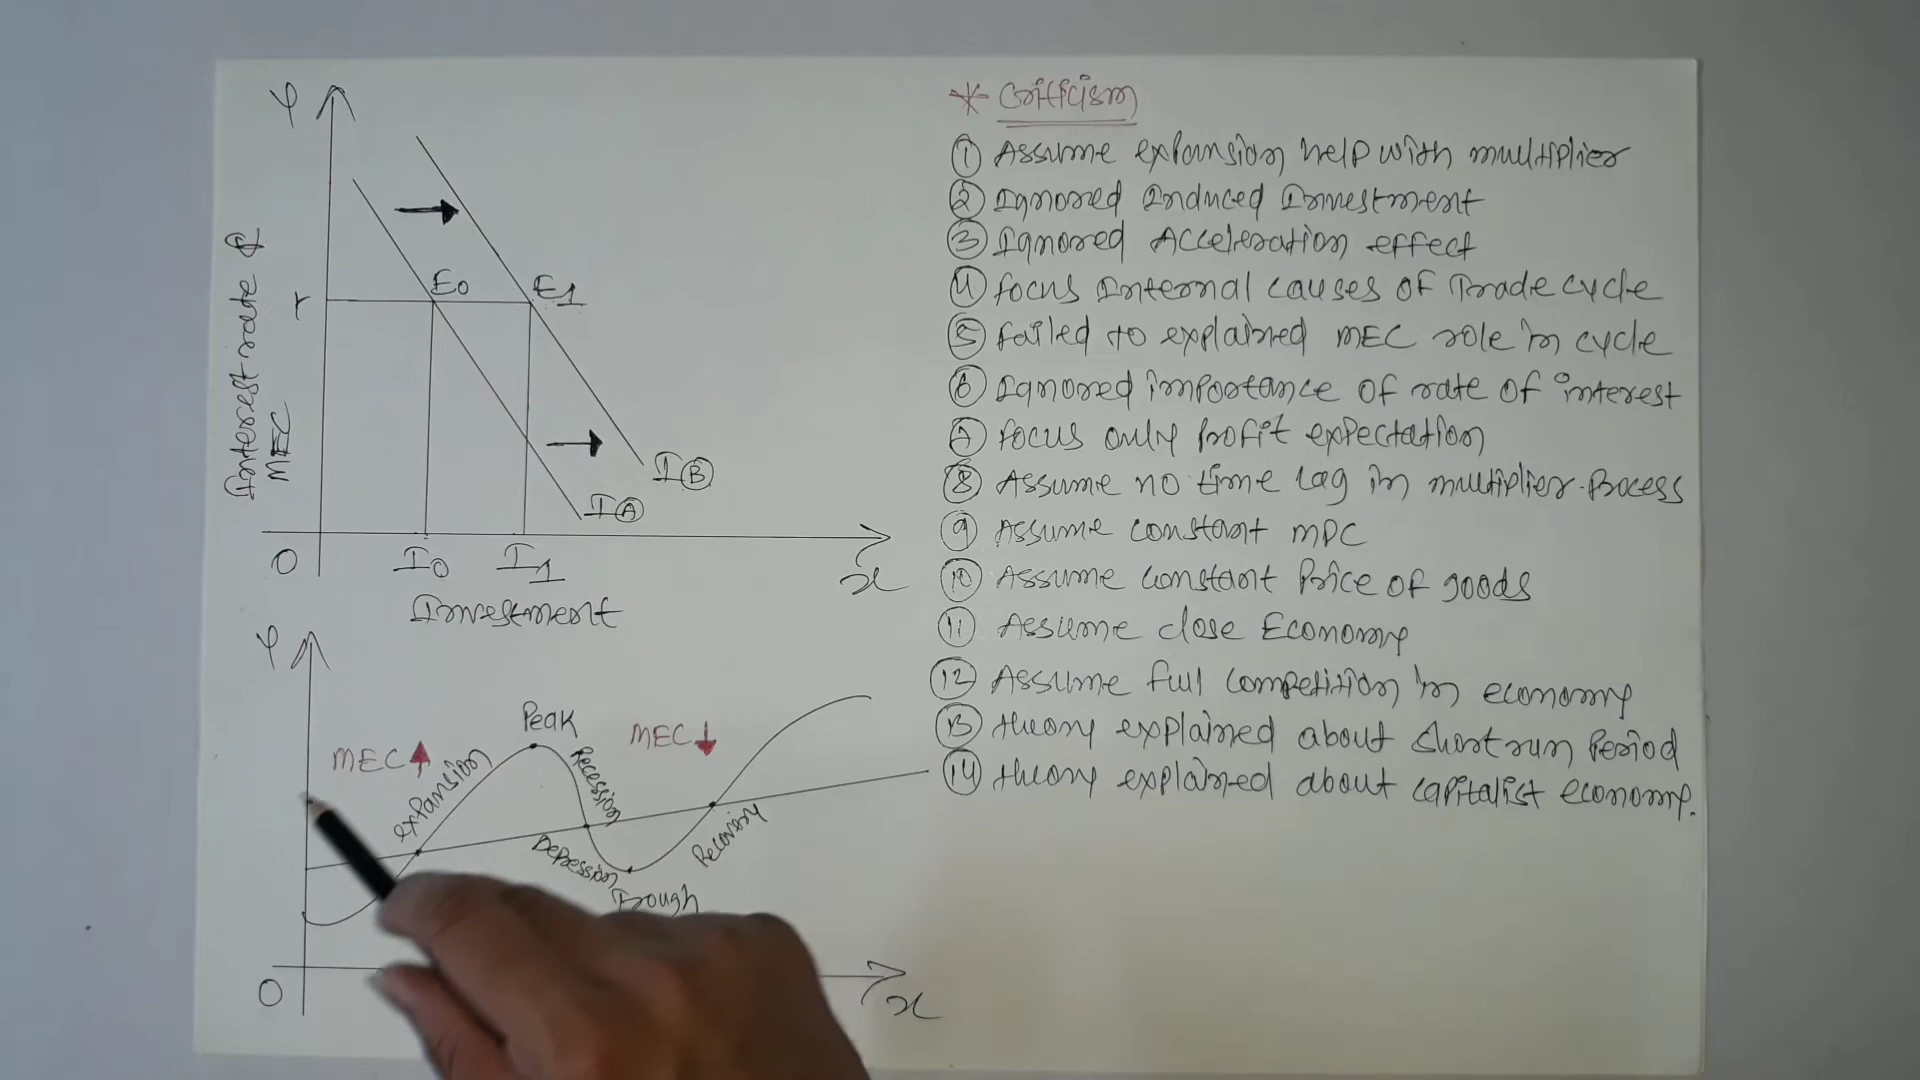 y
Interest rate &
MEC
r
E0
E1
I B
I A
0
I0
I1
x
Investment
y
MEC
expansion
Peak
Recession
MEC
Depression
Trough
Recovery
0
x
* Criticism
1 Assume expansion help with multiplier
2 Ignored Induced Investment
3 Ignored Acceleration effect
4 focus Internal causes of Trade cycle
5 failed to explained MEC role in cycle
6 Ignored importance of rate of interest
7 focus only profit expectation
8 Assume no time lag in multiplier Process
9 Assume constant MPC
10 Assume constant Price of goods
11 Assume close Economy
12 Assume full competition in economy
13 theory explained about short run Period
14 theory explained about capitalist economy.